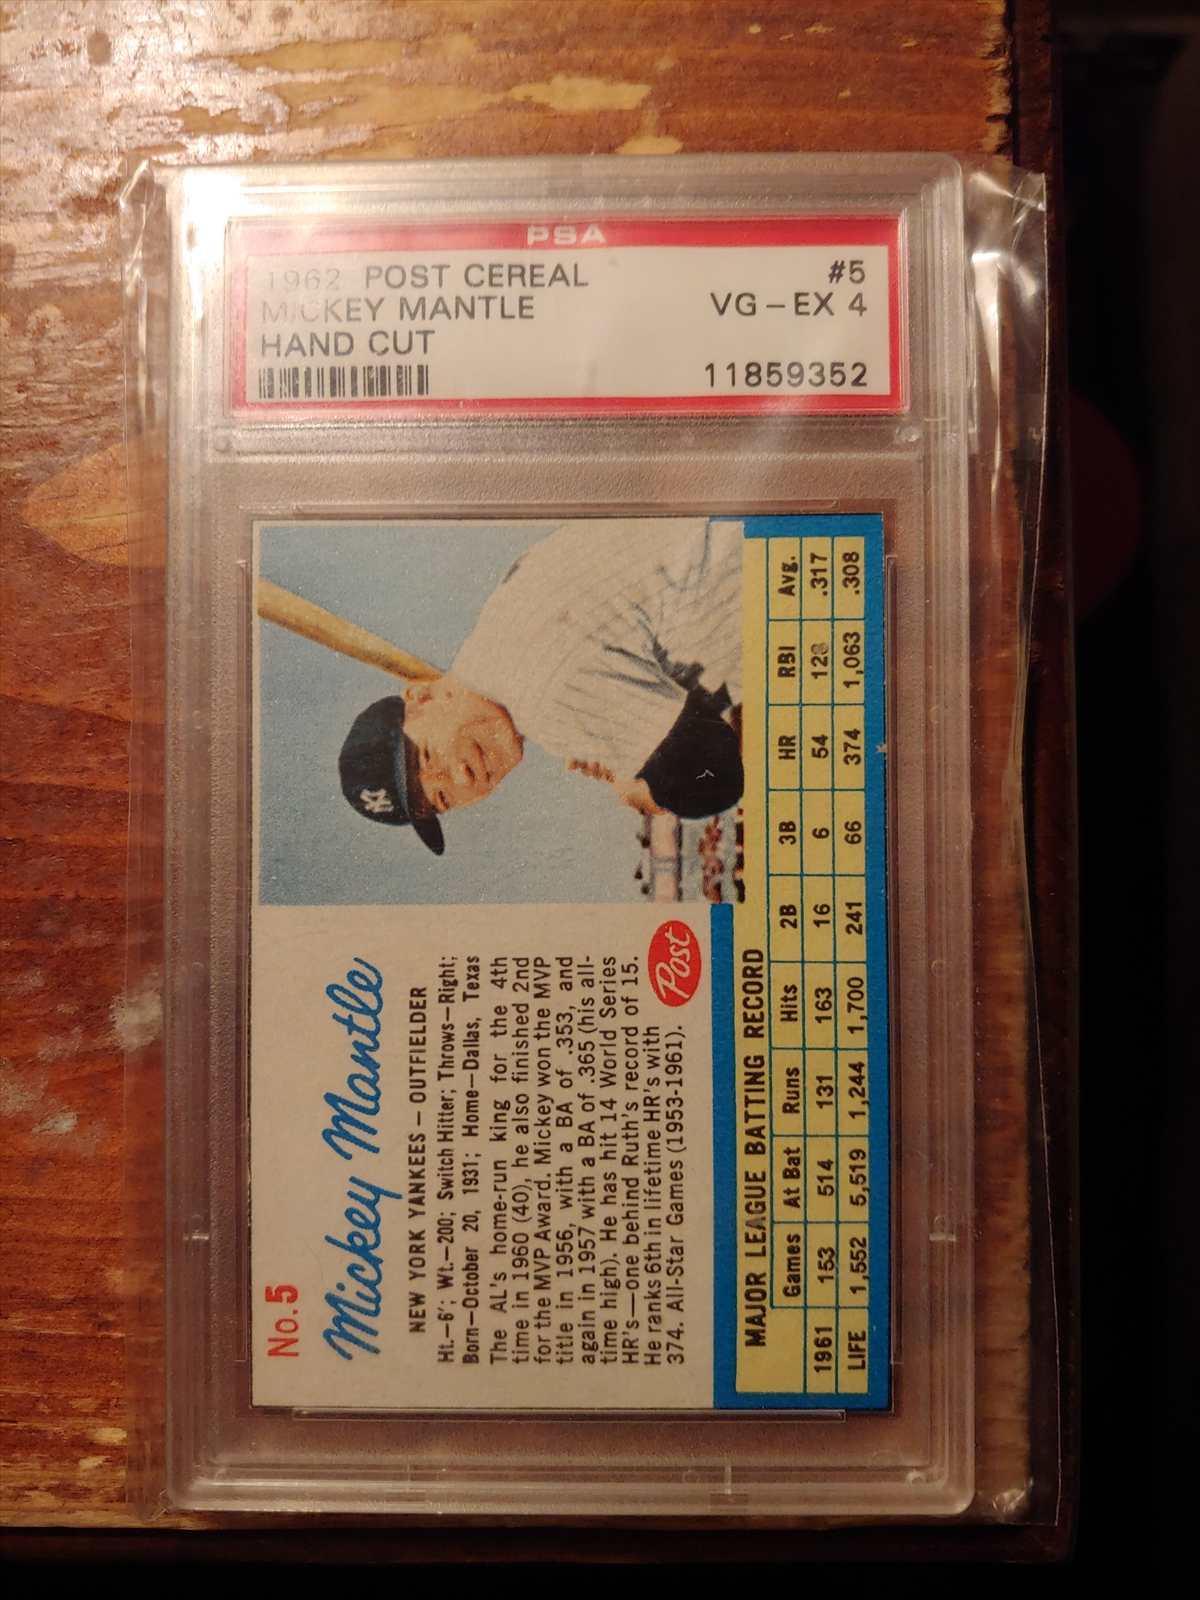 PSA
1962 POST CEREAL #5
MICKEY MANTLE VG-EX 4
HAND CUT
11859352
No.5
Mickey Mantle
NEW YORK YANKEES — OUTFIELDER
Ht.—6'; Wt.—200; Switch Hitter; Throws—Right;
Born—October 20, 1931; Home—Dallas, Texas
The AL's home-run king for the 4th
time in 1960 (40), he also finished 2nd
for the MVP Award. Mickey won the MVP
title in 1956, with a BA of .353, and
again in 1957 with a BA of .365 (his all-
time high). He has hit 14 World Series
HR's—one behind Ruth's record of 15.
He ranks 6th in lifetime HR's with
374. All-Star Games (1953-1961).
Post
NY
MAJOR LEAGUE BATTING RECORD
Games At Bat Runs Hits 2B 3B HR RBI Avg.
1961 153 514 131 163 16 6 54 128 .317
LIFE 1,552 5,519 1,244 1,700 241 66 374 1,063 .308